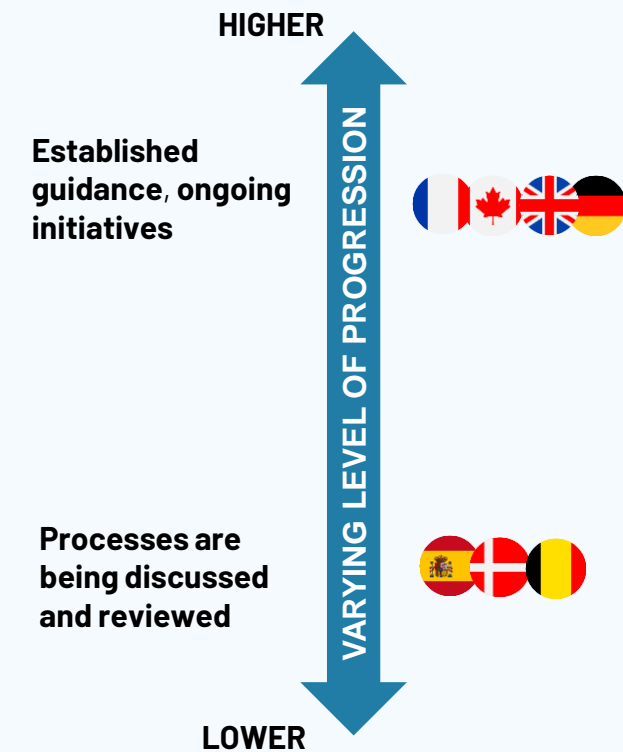 HIGHER
Established
guidance, ongoing
initiatives
VARYING LEVEL OF PROGRESSION
Processes are
being discussed
and reviewed
LOWER